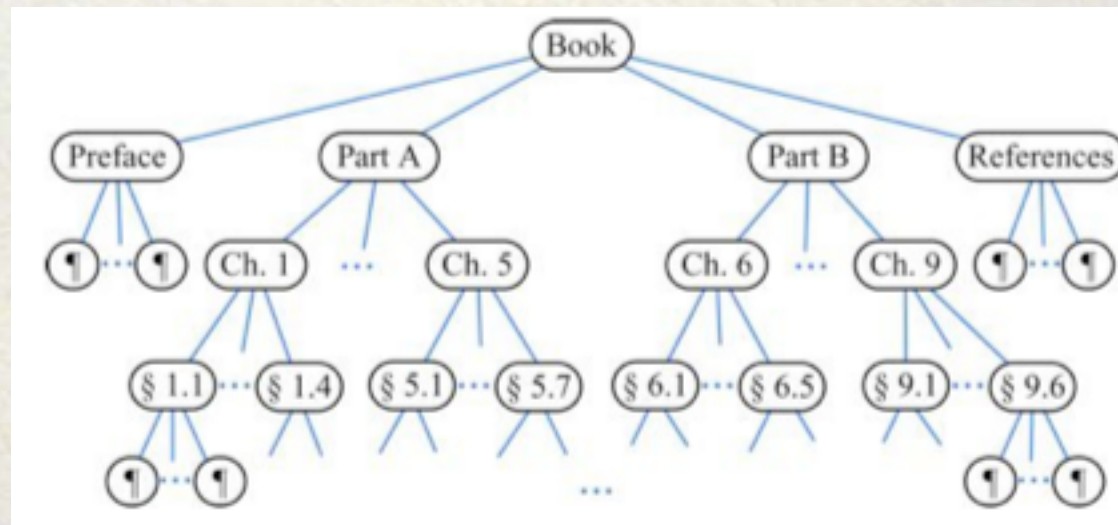 Book
Preface Part A Part B References
¶ ... ¶ Ch. 1 ... Ch. 5 Ch. 6 ... Ch. 9 ¶ ... ¶
§ 1.1 ... § 1.4 § 5.1 ... § 5.7 § 6.1 ... § 6.5 § 9.1 ... § 9.6
¶ ... ¶ ... ¶ ... ¶